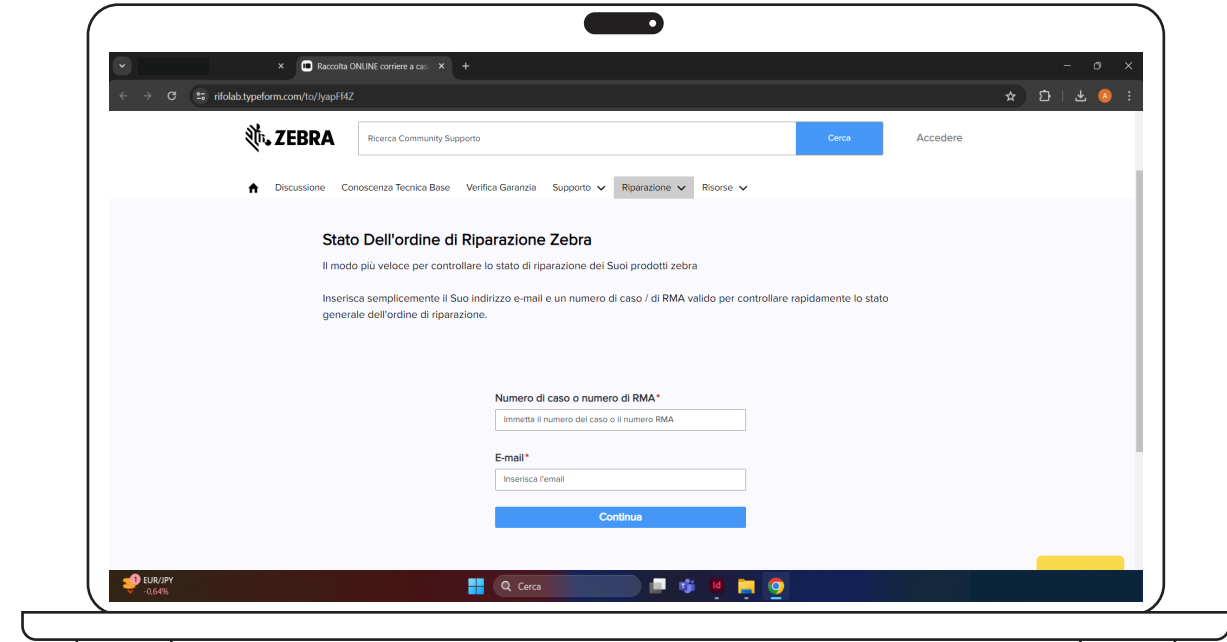 Raccolta ONLINE corriere a cas
rifolab.typeform.com/to/JyapFf4Z
A
ZEBRA
Ricerca Community Supporto
Cerca
Accedere
Discussione Conoscenza Tecnica Base Verifica Garanzia Supporto Riparazione Risorse
Stato Dell'ordine di Riparazione Zebra
Il modo più veloce per controllare lo stato di riparazione dei Suoi prodotti zebra
Inserisca semplicemente il Suo indirizzo e-mail e un numero di caso / di RMA valido per controllare rapidamente lo stato
generale dell'ordine di riparazione.
Numero di caso o numero di RMA*
Immetta il numero del caso o il numero RMA
E-mail*
Inserisca l'email
Continua
1
EUR/JPY
-0,64%
Cerca
Id